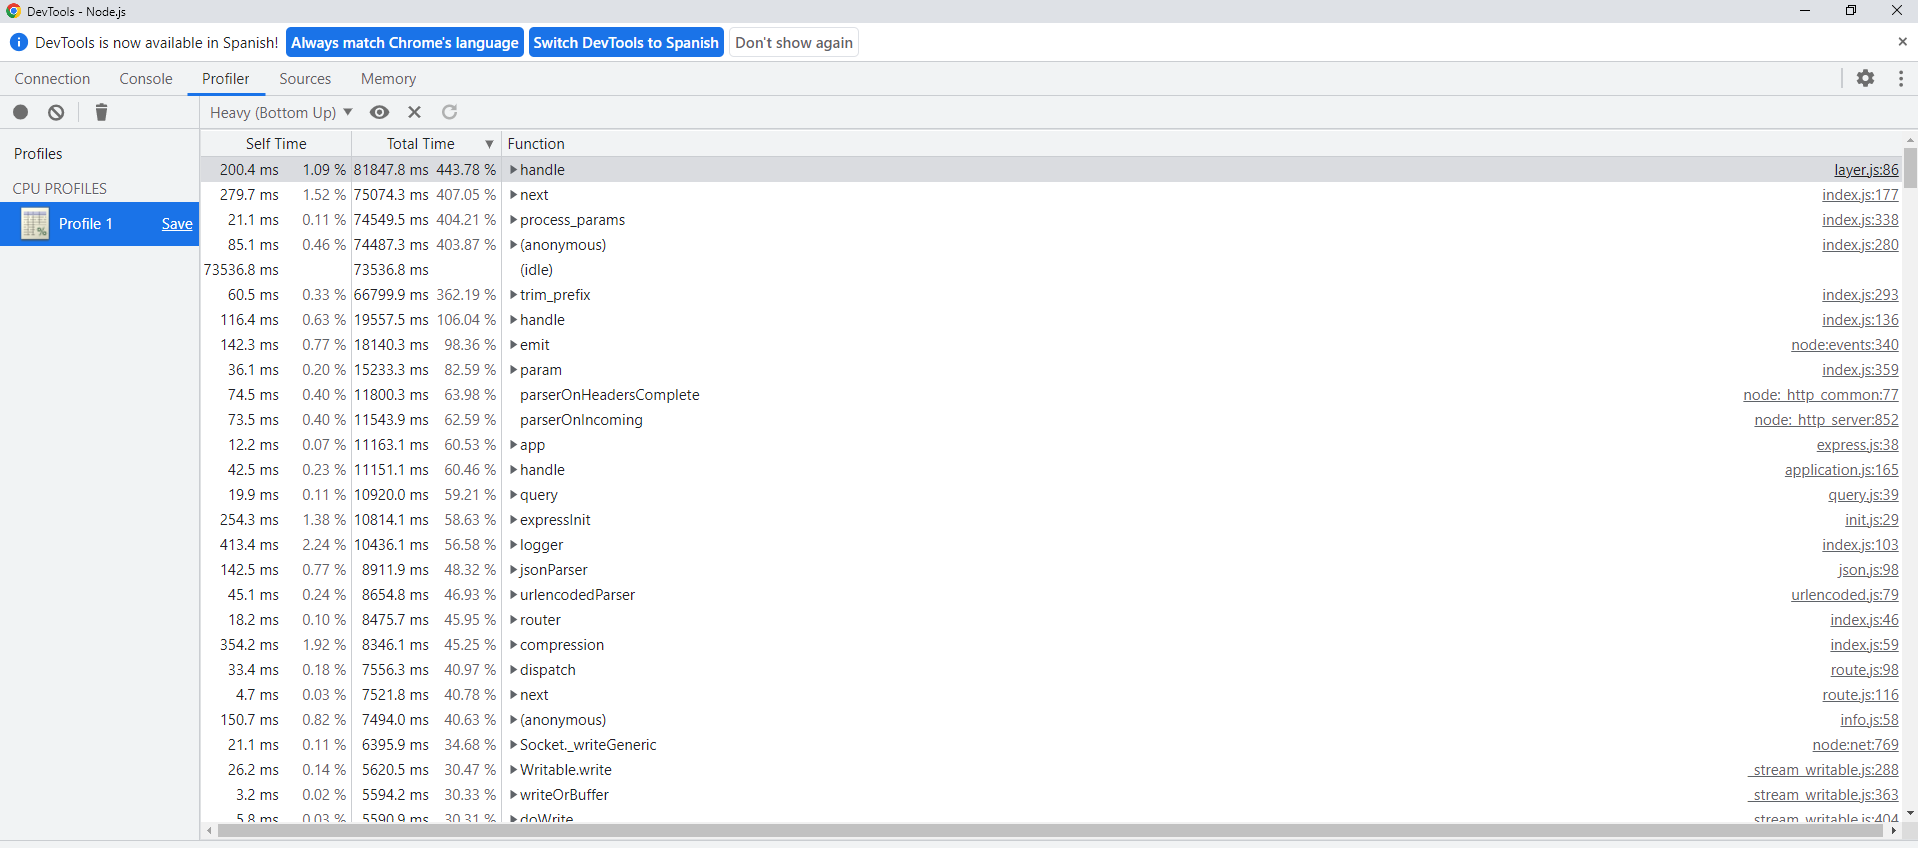 DevTools - Node.js
DevTools is now available in Spanish! Always match Chrome's language Switch DevTools to Spanish Don't show again
Connection Console Profiler Sources Memory
Heavy (Bottom Up)
Profiles
CPU PROFILES
Profile 1 Save
Self Time Total Time Function
200.4 ms 1.09 % 81847.8 ms 443.78 % handle layer.js:86
279.7 ms 1.52 % 75074.3 ms 407.05 % next index.js:177
21.1 ms 0.11 % 74549.5 ms 404.21 % process_params index.js:338
85.1 ms 0.46 % 74487.3 ms 403.87 % (anonymous) index.js:280
73536.8 ms 73536.8 ms (idle)
60.5 ms 0.33 % 66799.9 ms 362.19 % trim_prefix index.js:293
116.4 ms 0.63 % 19557.5 ms 106.04 % handle index.js:136
142.3 ms 0.77 % 18140.3 ms 98.36 % emit node:events:340
36.1 ms 0.20 % 15233.3 ms 82.59 % param index.js:359
74.5 ms 0.40 % 11800.3 ms 63.98 % parserOnHeadersComplete node:_http_common:77
73.5 ms 0.40 % 11543.9 ms 62.59 % parserOnIncoming node:_http_server:852
12.2 ms 0.07 % 11163.1 ms 60.53 % app express.js:38
42.5 ms 0.23 % 11151.1 ms 60.46 % handle application.js:165
19.9 ms 0.11 % 10920.0 ms 59.21 % query query.js:39
254.3 ms 1.38 % 10814.1 ms 58.63 % expressInit init.js:29
413.4 ms 2.24 % 10436.1 ms 56.58 % logger index.js:103
142.5 ms 0.77 % 8911.9 ms 48.32 % jsonParser json.js:98
45.1 ms 0.24 % 8654.8 ms 46.93 % urlencodedParser urlencoded.js:79
18.2 ms 0.10 % 8475.7 ms 45.95 % router index.js:46
354.2 ms 1.92 % 8346.1 ms 45.25 % compression index.js:59
33.4 ms 0.18 % 7556.3 ms 40.97 % dispatch route.js:98
4.7 ms 0.03 % 7521.8 ms 40.78 % next route.js:116
150.7 ms 0.82 % 7494.0 ms 40.63 % (anonymous) info.js:58
21.1 ms 0.11 % 6395.9 ms 34.68 % Socket._writeGeneric node:net:769
26.2 ms 0.14 % 5620.5 ms 30.47 % Writable.write _stream_writable.js:288
3.2 ms 0.02 % 5594.2 ms 30.33 % writeOrBuffer _stream_writable.js:363
5.8 ms 0.03 % 5590.9 ms 30.31 % doWrite _stream_writable.js:404